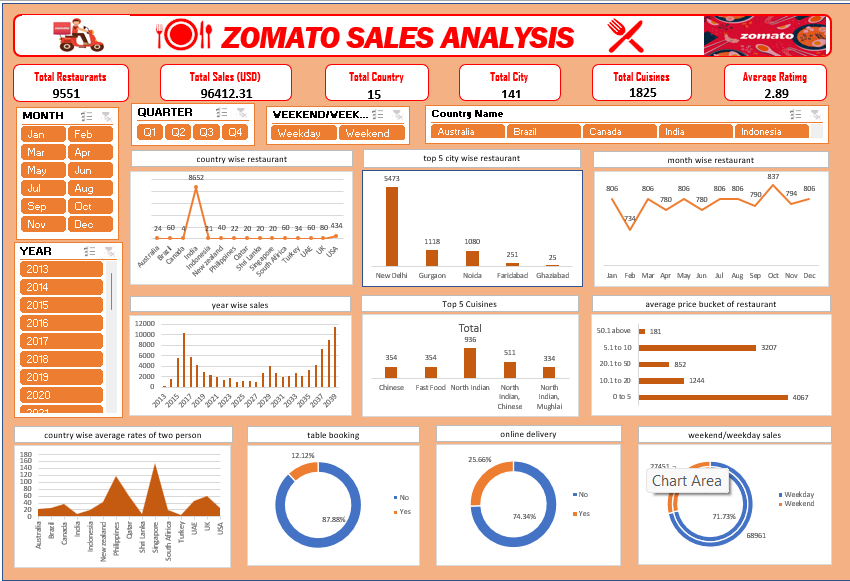 ZOMATO SALES ANALYSIS
zomato
Total Restaurants
9551
Total Sales (USD)
96412.31
Total Country
15
Total City
141
Total Cuisines
1825
Average Ratimg
2.89
MONTH
Jan Feb
Mar Apr
May Jun
Jul Aug
Sep Oct
Nov Dec
QUARTER
Q1 Q2 Q3 Q4
WEEKEND/WEEK...
Weekday Weekend
Country Name
Australia Brazil Canada India Indonesia
YEAR
2013
2014
2015
2016
2017
2018
2019
2020
2021
country wise restaurant
8652
24 60 4 21 40 22 20 20 20 60 34 60 80 434
Australia Brazil Canada India Indonesia New zealand Philippines Qatar Shri Lanka Singapore South Africa Turkey UAE UK USA
top 5 city wise restaurant
5473
1118
1080
251
25
New Delhi Gurgaon Noida Faridabad Ghaziabad
month wise restaurant
806 734 806 780 806 780 806 806 790 837 794 806
Jan Feb Mar Apr May Jun Jul Aug Sep Oct Nov Dec
year wise sales
12000
10000
8000
6000
4000
2000
0
2013 2015 2017 2019 2021 2023 2025 2027 2029 2031 2033 2035 2037 2039
Top 5 Cuisines
Total
936
354 354 511 334
Chinese Fast Food North Indian North Indian, Chinese North Indian, Mughlai
average price bucket of restaurant
50.1 above 181
5.1 to 10 3207
20.1 to 50 852
10.1 to 20 1244
0 to 5 4067
country wise average rates of two person
180
160
140
120
100
80
60
40
20
0
Australia Brazil Canada India Indonesia New zealand Philippines Qatar Shri Lanka Singapore South Africa Turkey UAE UK USA
table booking
12.12%
87.88%
No
Yes
online delivery
25.66%
74.34%
No
Yes
weekend/weekday sales
27451
Chart Area
71.73%
68961
Weekday
Weekend